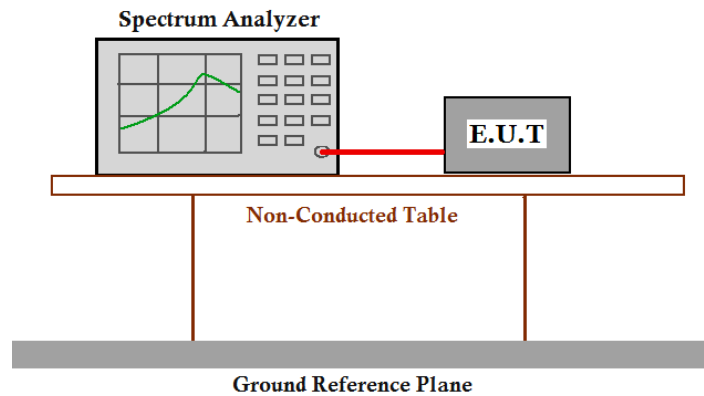 Spectrum Analyzer
E.U.T
Non-Conducted Table
Ground Reference Plane